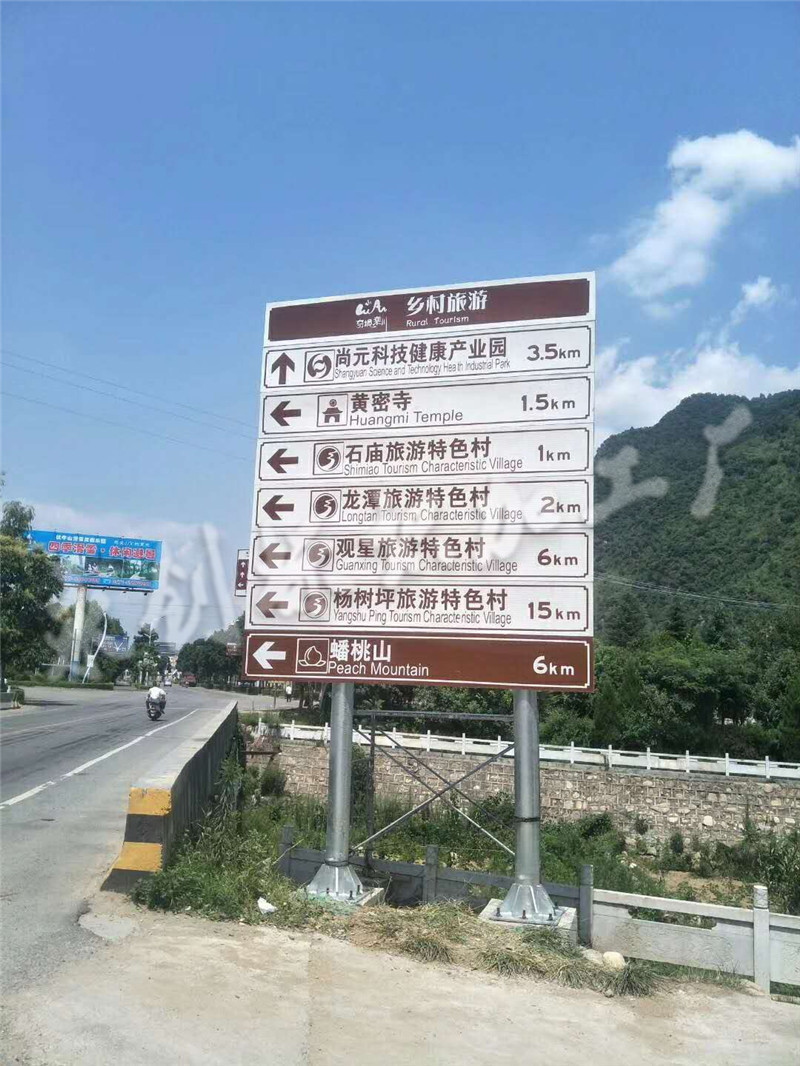 乡村旅游
Rural Tourism
尚元科技健康产业园 3.5km
Shangyuan Science and Technology Health Industrial Park
黄密寺 1.5km
Huangmi Temple
石庙旅游特色村 1km
Shimiao Tourism Characteristic Village
龙潭旅游特色村 2km
Longtan Tourism Characteristic Village
观星旅游特色村 6km
Guanxing Tourism Characteristic Village
杨树坪旅游特色村 15km
Yangshu Ping Tourism Characteristic Village
蟠桃山 6km
Peach Mountain